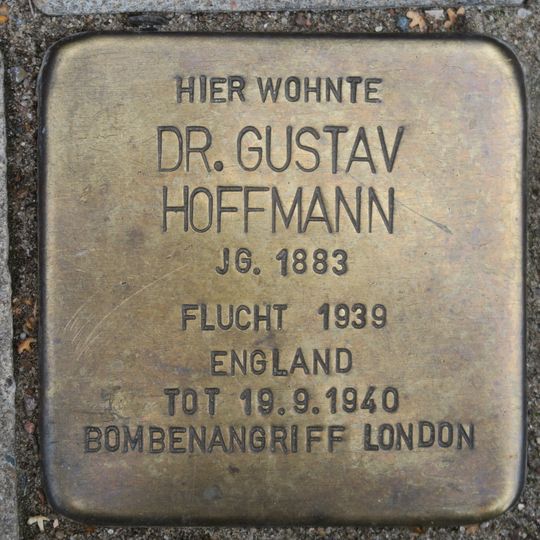 HIER WOHNTE
DR. GUSTAV
HOFFMANN
JG. 1883
FLUCHT 1939
ENGLAND
TOT 19.9.1940
BOMBENANGRIFF LONDON